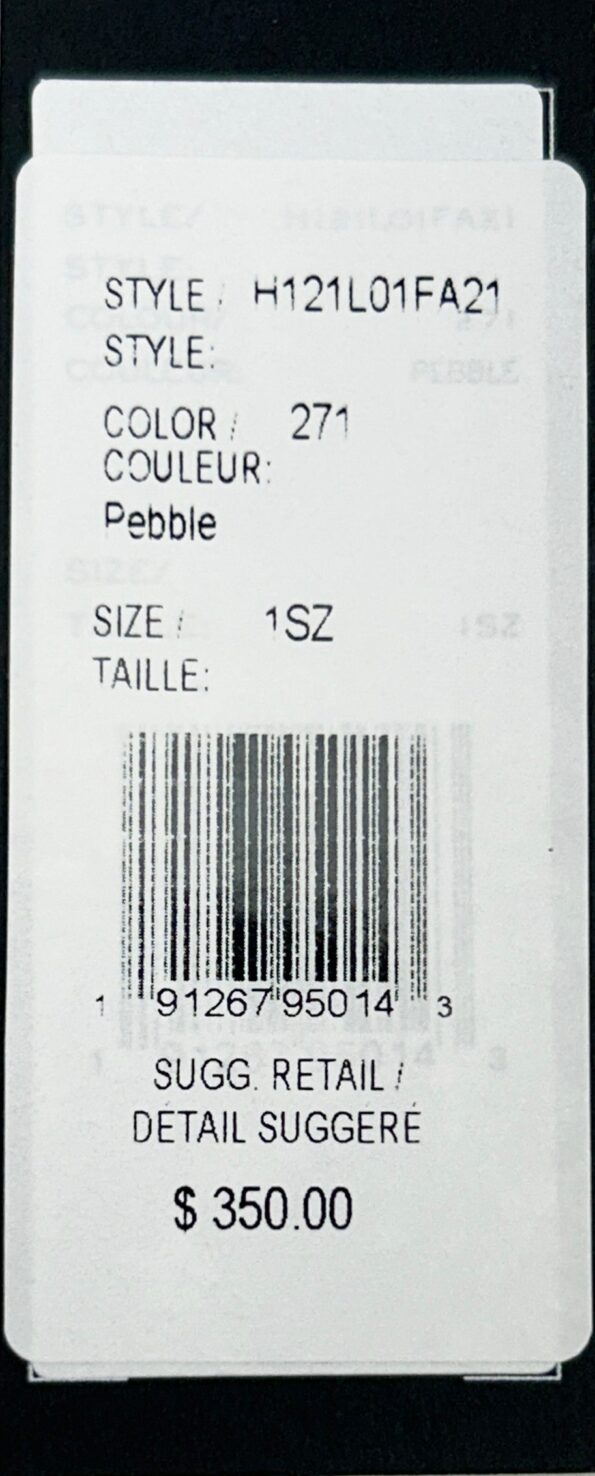 STYLE / H121L01FA21
STYLE:
COLOR / 271
COULEUR:
Pebble
SIZE / 1SZ
TAILLE:
1 91267 95014 3
SUGG. RETAIL /
DÉTAIL SUGGÉRÉ
$ 350.00